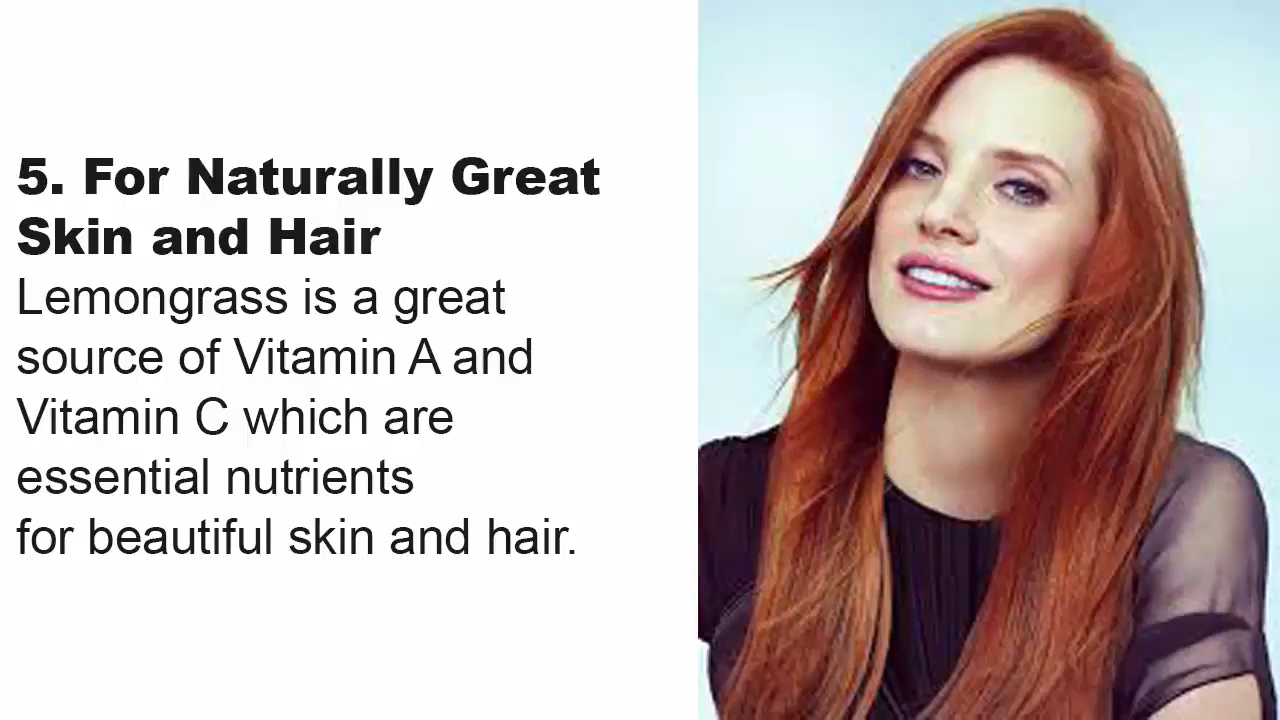 5. For Naturally Great
Skin and Hair
Lemongrass is a great
source of Vitamin A and
Vitamin C which are
essential nutrients
for beautiful skin and hair.